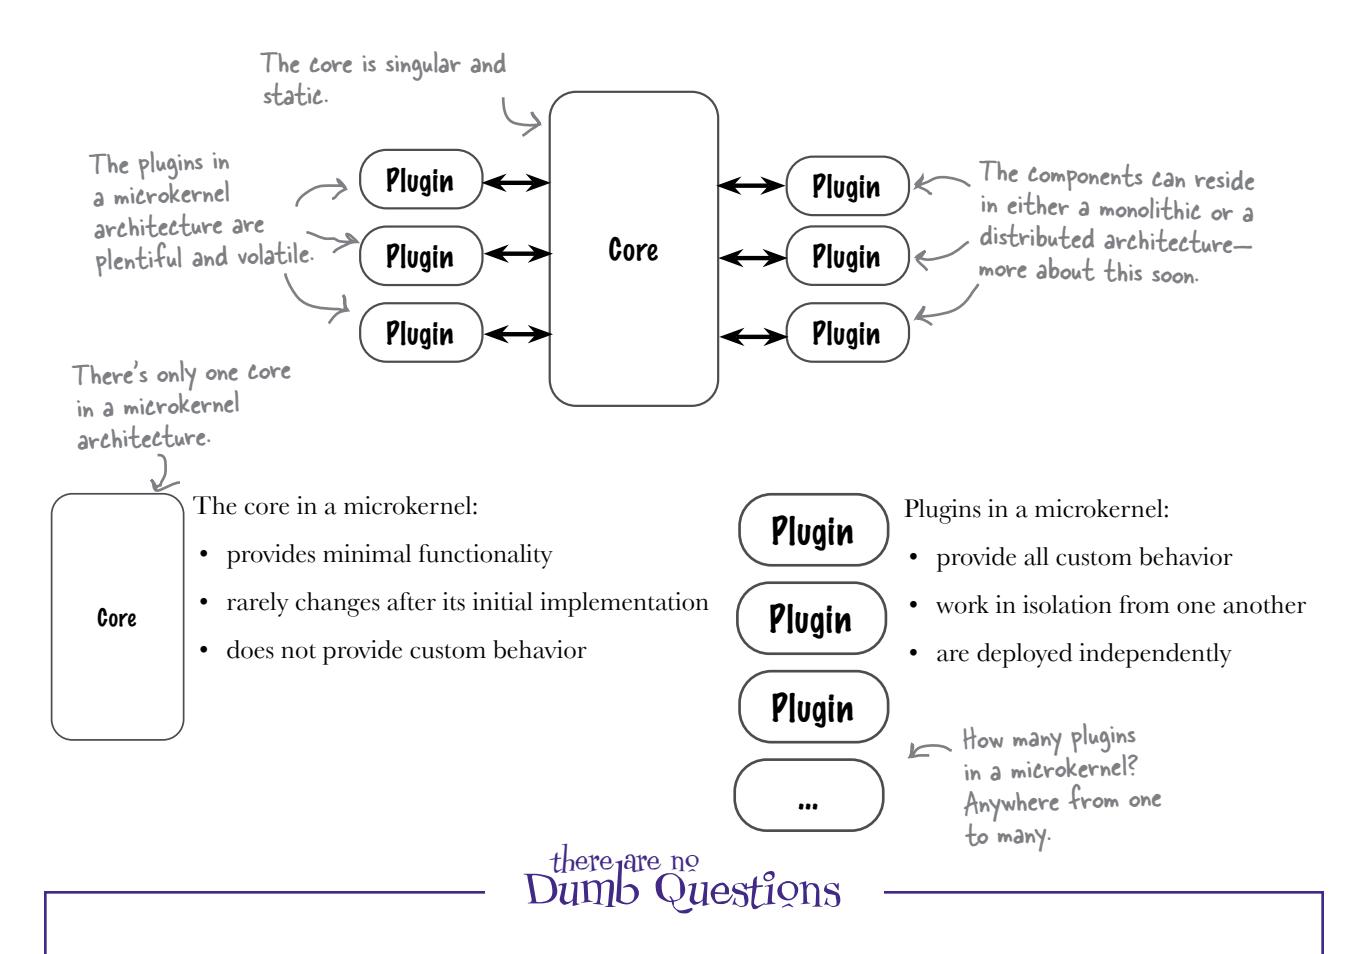 The core is singular and
static.
The plugins in
a microkernel
architecture are
plentiful and volatile.
Plugin
Plugin
Plugin
Core
Plugin
Plugin
Plugin
The components can reside
in either a monolithic or a
distributed architecture—
more about this soon.
There's only one core
in a microkernel
architecture.
Core
The core in a microkernel:
• provides minimal functionality
• rarely changes after its initial implementation
• does not provide custom behavior
Plugin
Plugin
Plugin
...
Plugins in a microkernel:
• provide all custom behavior
• work in isolation from one another
• are deployed independently
How many plugins
in a microkernel?
Anywhere from one
to many.
there are no
Dumb Questions